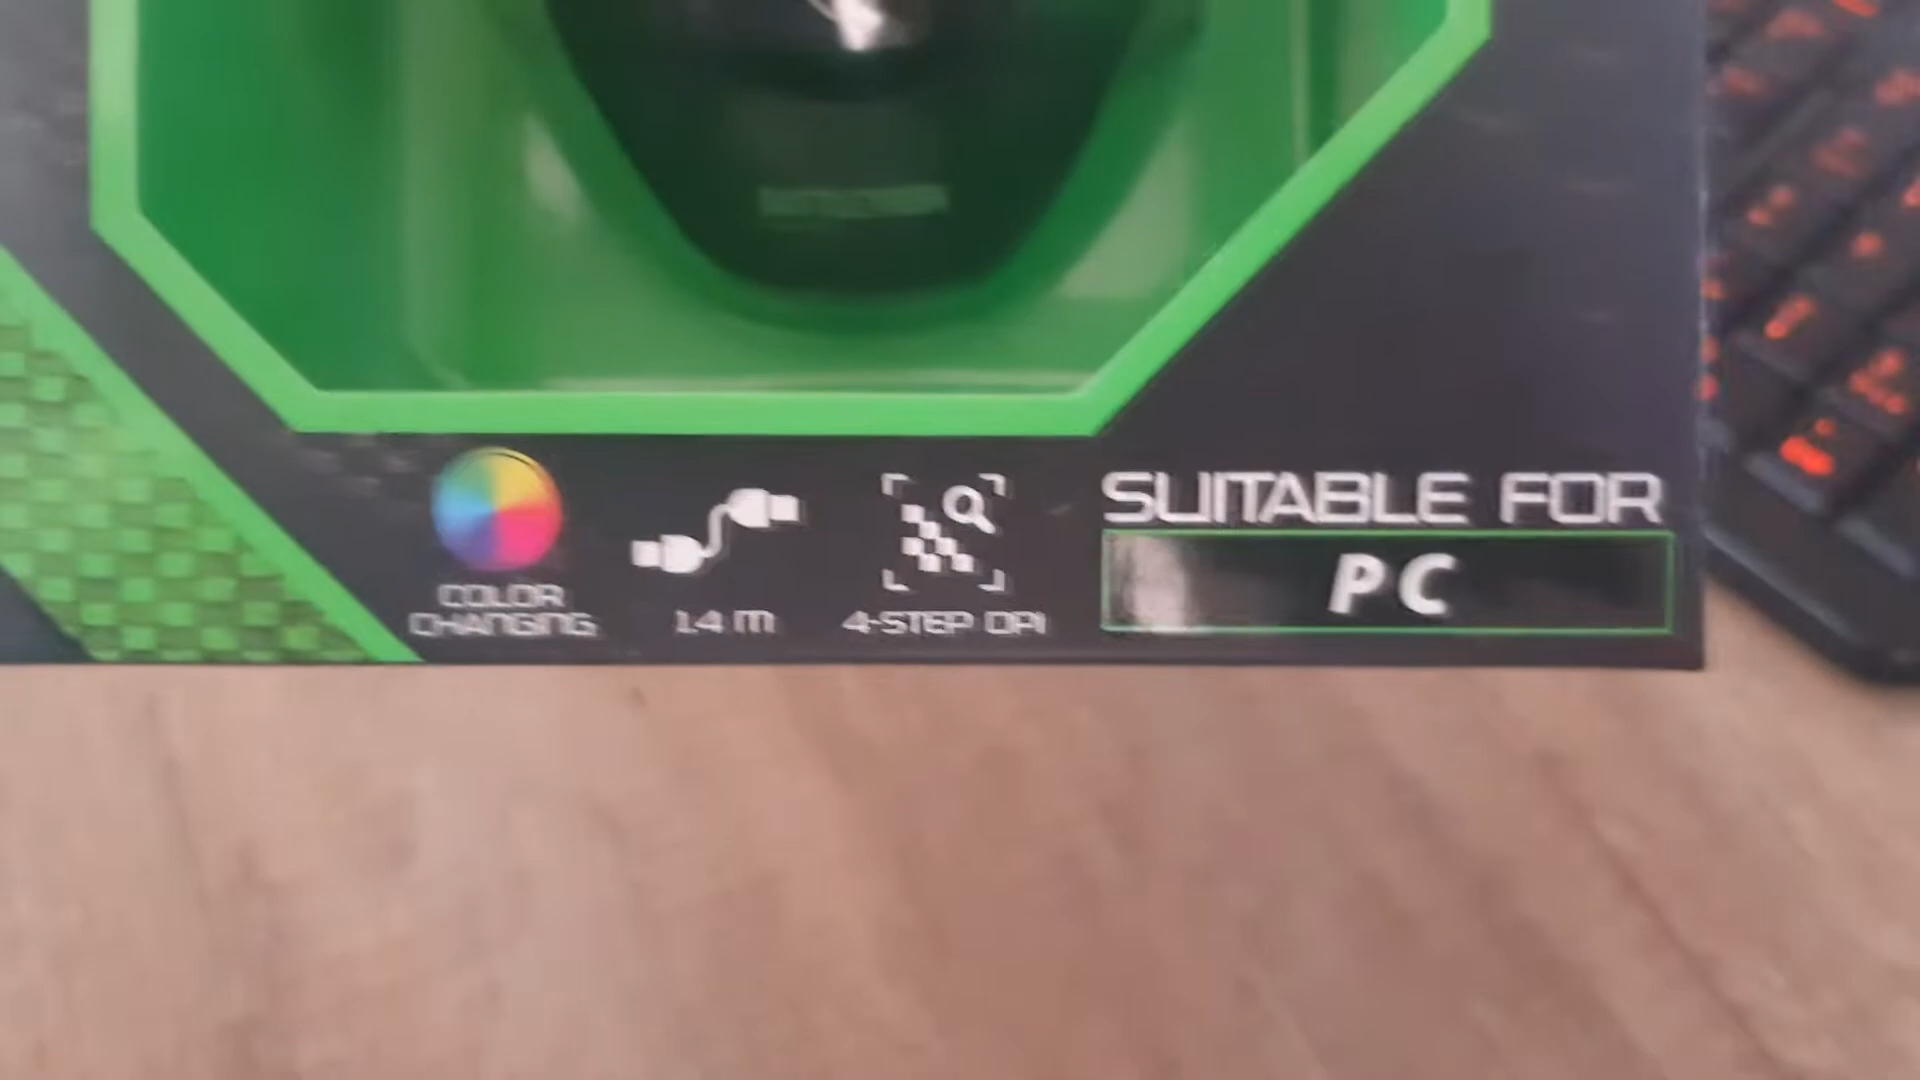 COLOR
CHANGING
1.4 m
4-STEP DPI
SUITABLE FOR
PC